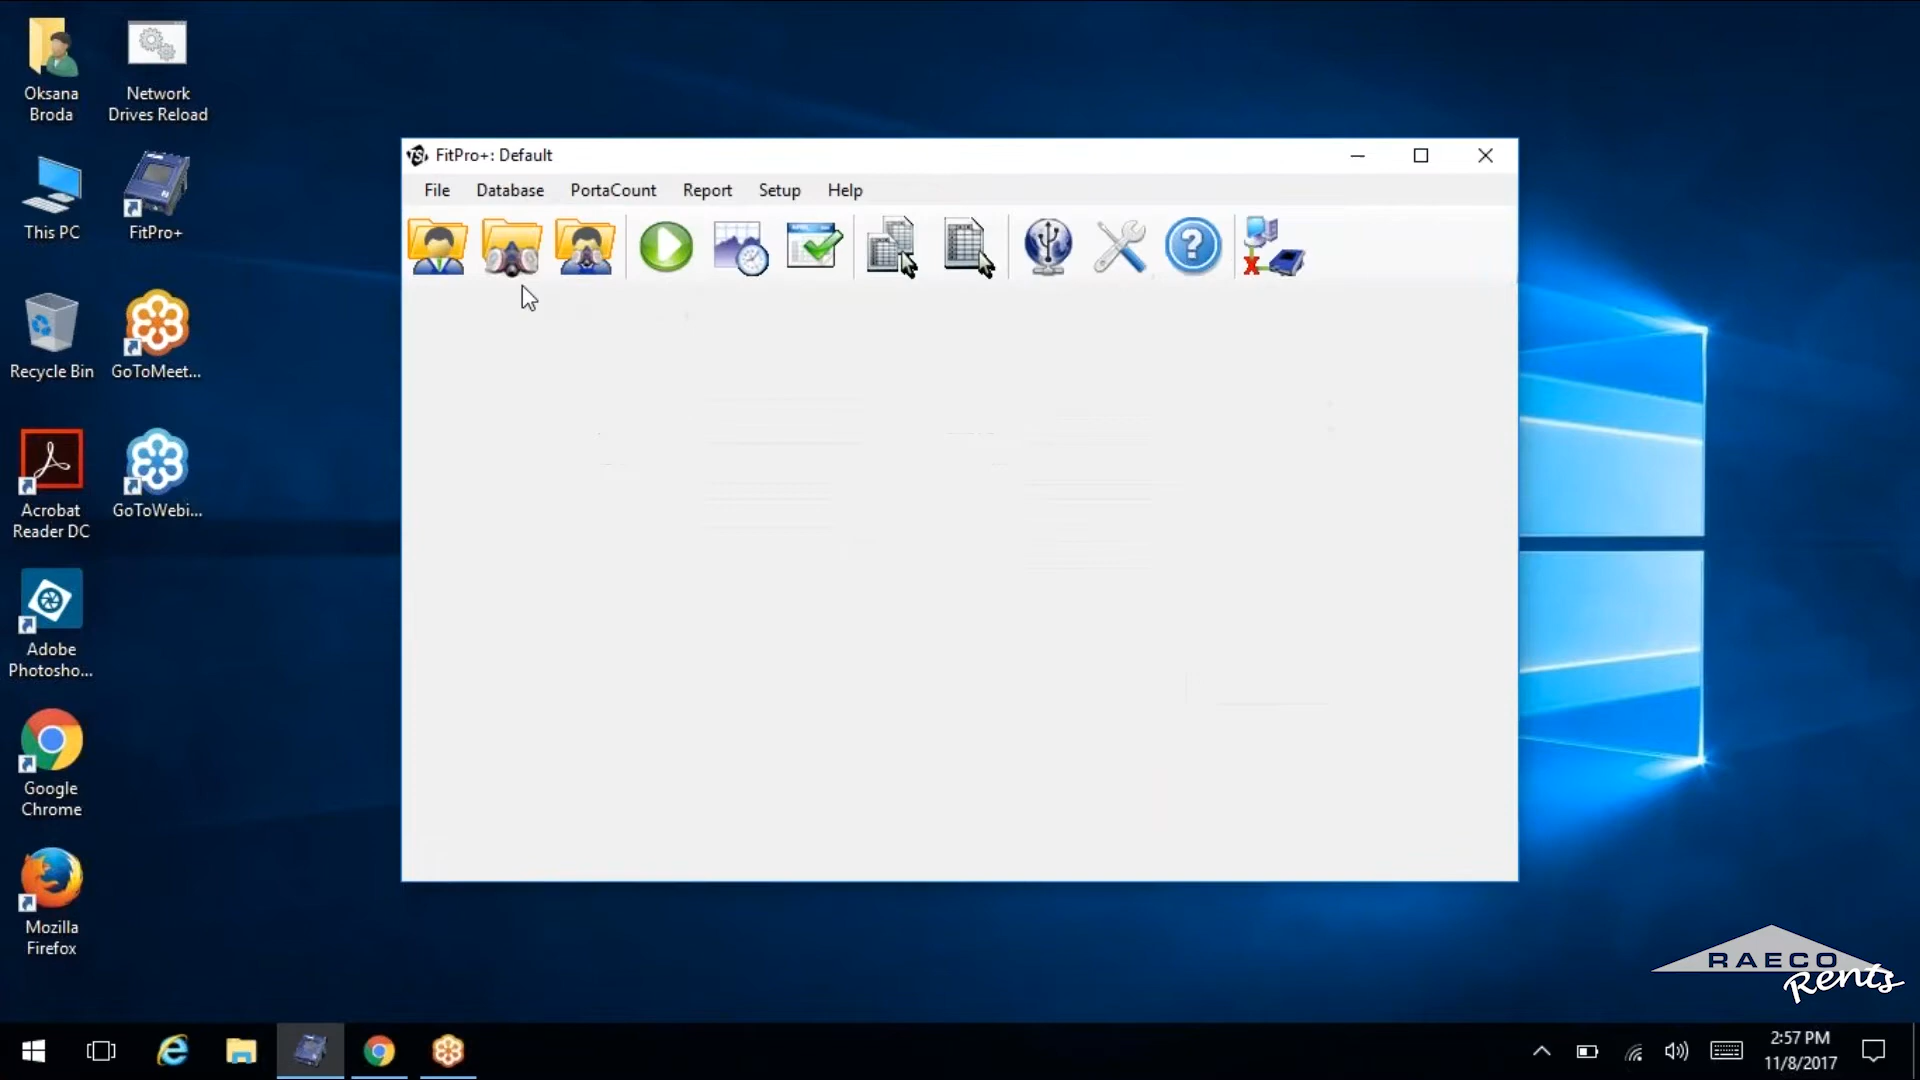 Oksana
Broda
Network
Drives Reload
This PC
FitPro+
Recycle Bin
GoToMeet...
Acrobat
Reader DC
GoToWebi...
Adobe
Photosho...
Google
Chrome
Mozilla
Firefox
FitPro+: Default
File Database PortaCount Report Setup Help
RAECO
Rents
2:57 PM
11/8/2017